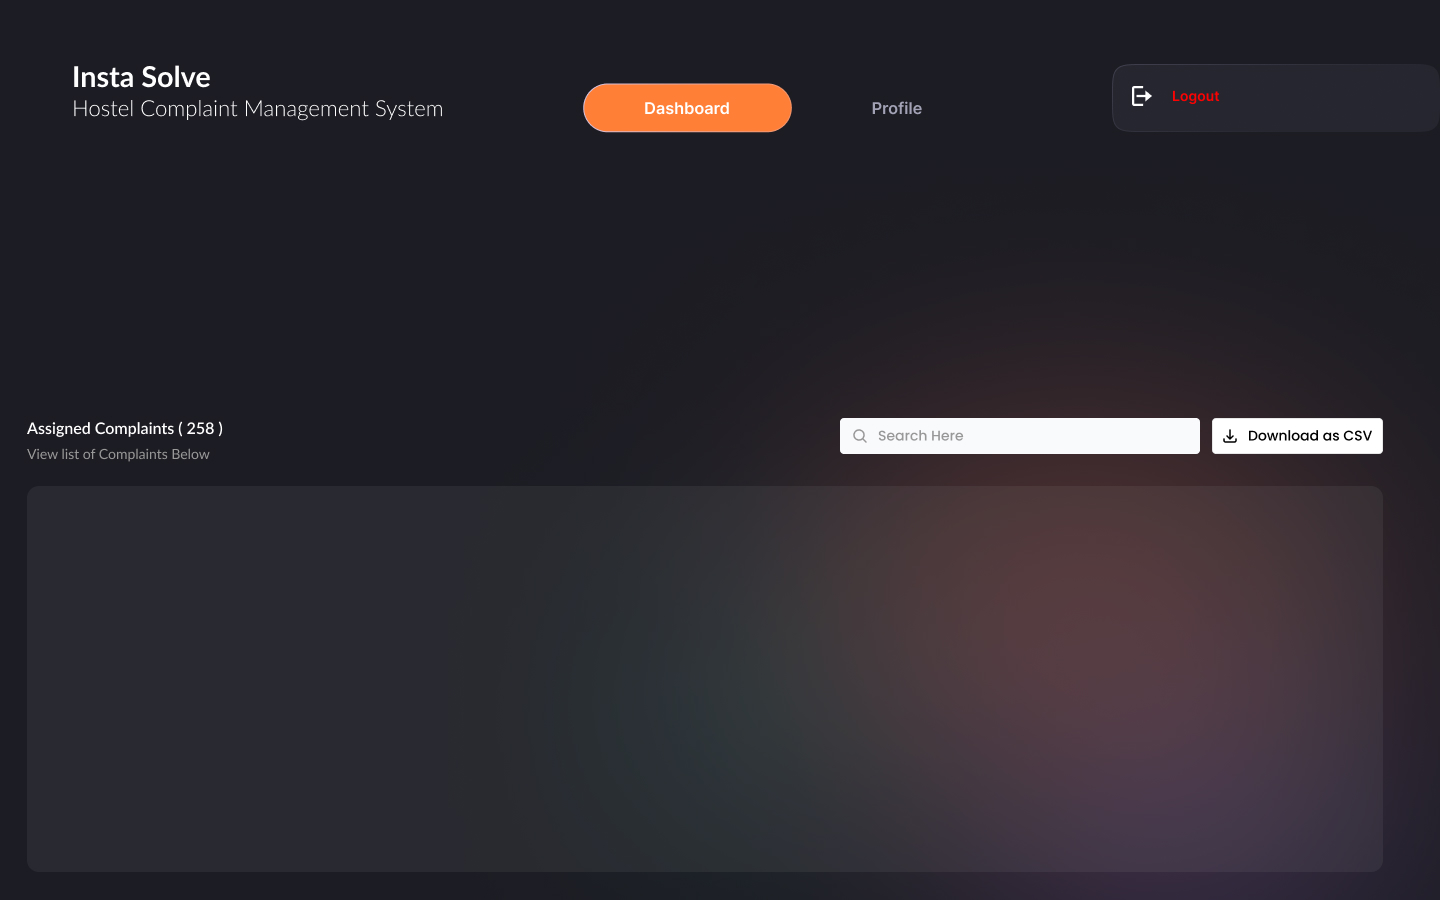 Insta Solve
Hostel Complaint Management System
Dashboard
Profile
Logout
Assigned Complaints ( 258 )
View list of Complaints Below
Search Here
Download as CSV